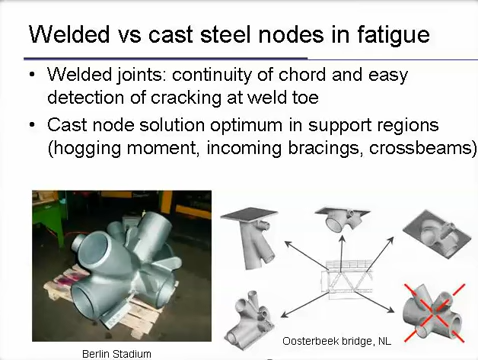 Welded vs cast steel nodes in fatigue
• Welded joints: continuity of chord and easy
detection of cracking at weld toe
• Cast node solution optimum in support regions
(hogging moment, incoming bracings, crossbeams)
Oosterbeek bridge, NL
Berlin Stadium